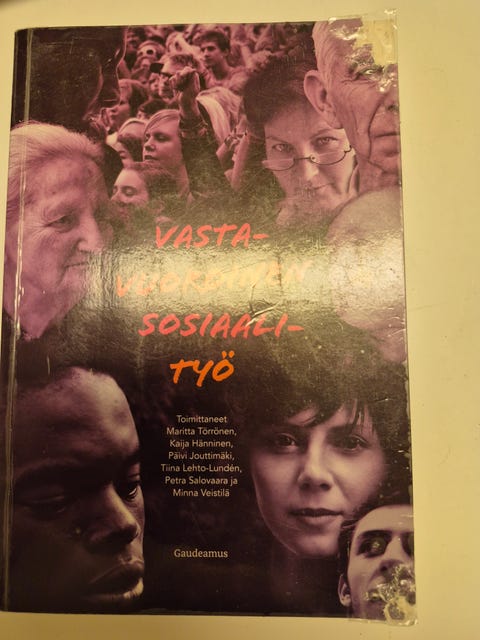 VASTA-
VUOROINEN
SOSIAALI-
TYÖ
Toimittaneet
Maritta Törrönen,
Kaija Hänninen,
Päivi Jouttimäki,
Tiina Lehto-Lundén,
Petra Salovaara ja
Minna Veistilä
Gaudeamus